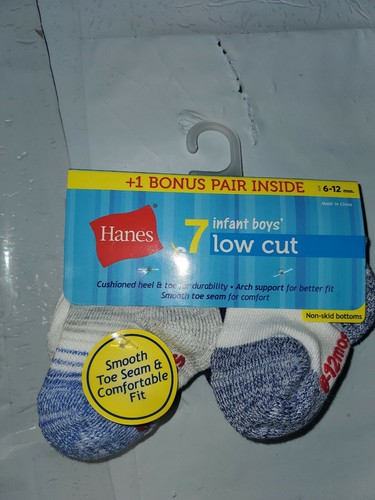 +1 BONUS PAIR INSIDE
6-12 mos.
Made in China
Hanes
7
infant boys'
low cut
Cushioned heel & toe for durability • Arch support for better fit
Smooth toe seam for comfort
Non-skid bottoms
Smooth
Toe Seam &
Comfortable
Fit
6-12mos